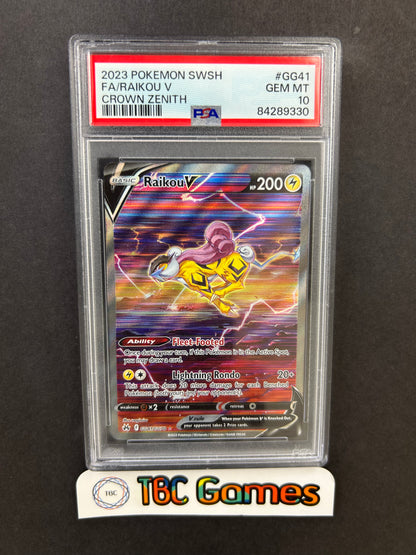 2023 POKEMON SWSH #GG41
FA/RAIKOU V GEM MT
CROWN ZENITH 10
PSA 84289330
BASIC Raikou V HP 200
Ability Fleet-Footed
Once during your turn, if this Pokémon is in the Active Spot,
you may draw a card.
Lightning Rondo 20+
This attack does 20 more damage for each Benched
Pokémon (both yours and your opponent's).
weakness ×2 resistance retreat
V rule When your Pokémon V is Knocked Out,
your opponent takes 2 Prize cards.
TBC TBC Games